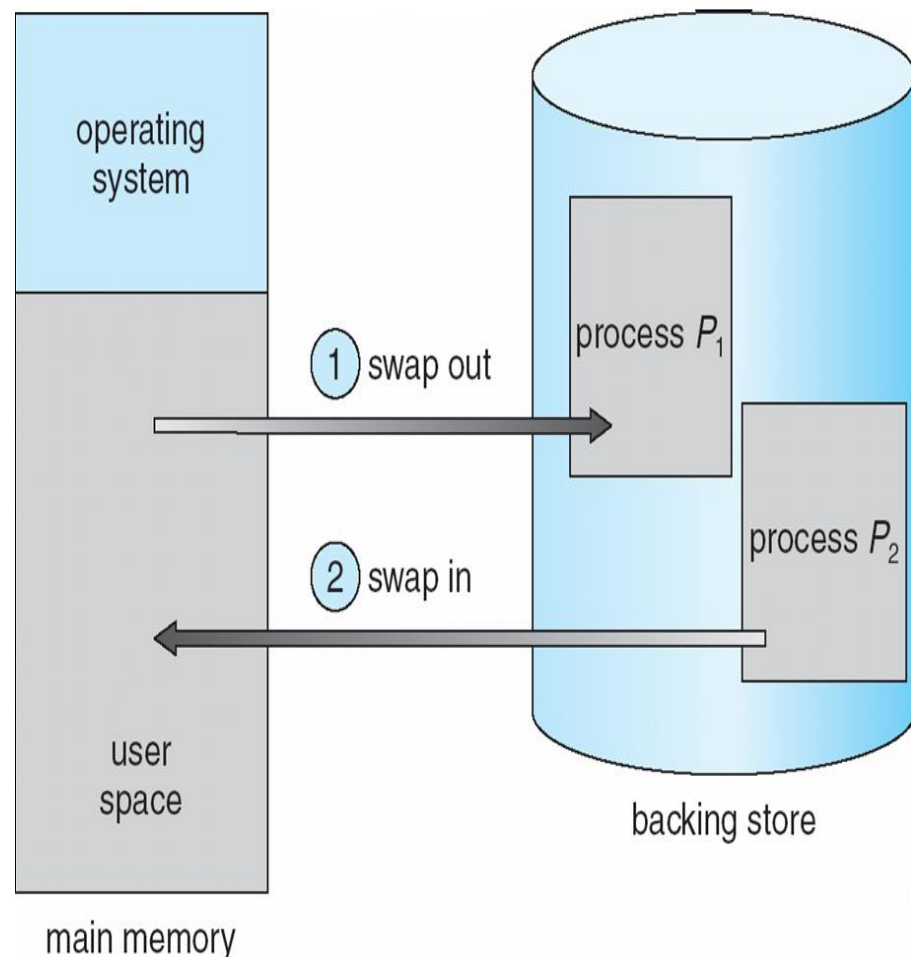 operating
system
process P₁
1 swap out
process P₂
2 swap in
user
space
backing store
main memory